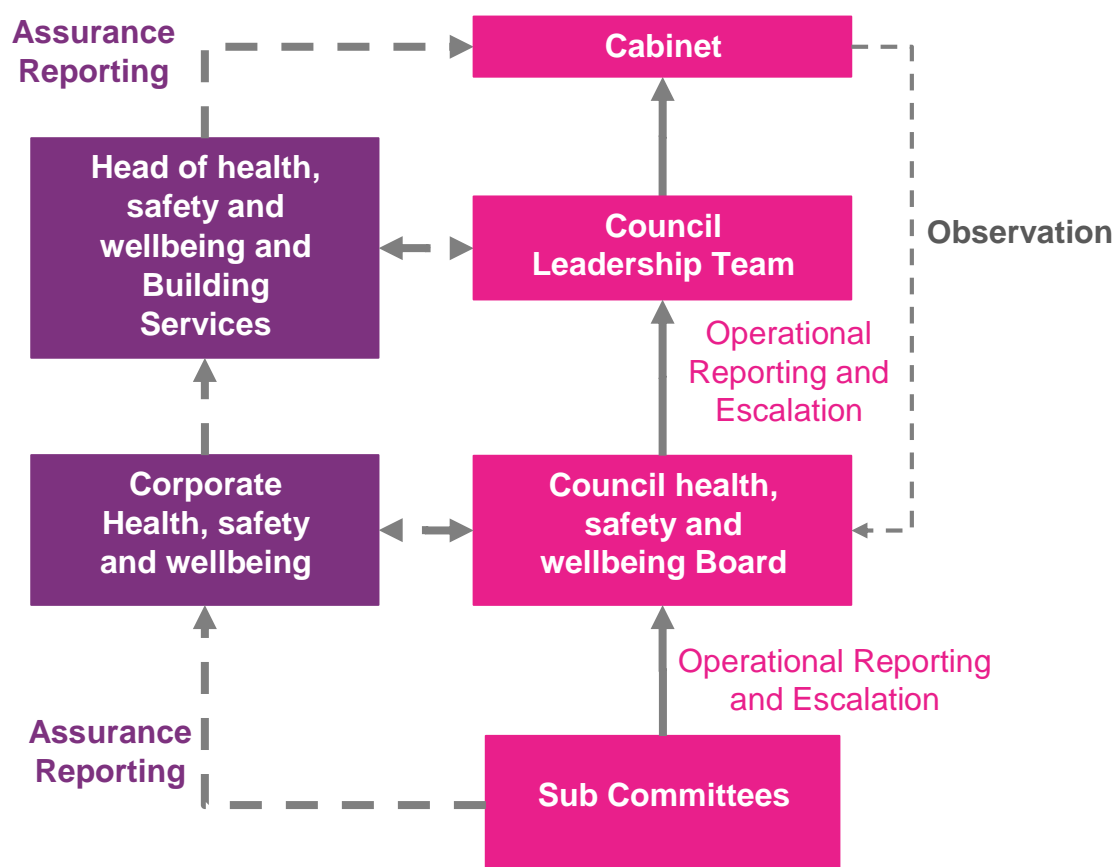 Assurance
Reporting
Cabinet
Head of health,
safety and
wellbeing and
Building
Services
Council
Leadership Team
Observation
Operational
Reporting and
Escalation
Corporate
Health, safety
and wellbeing
Council health,
safety and
wellbeing Board
Operational Reporting
and Escalation
Assurance
Reporting
Sub Committees